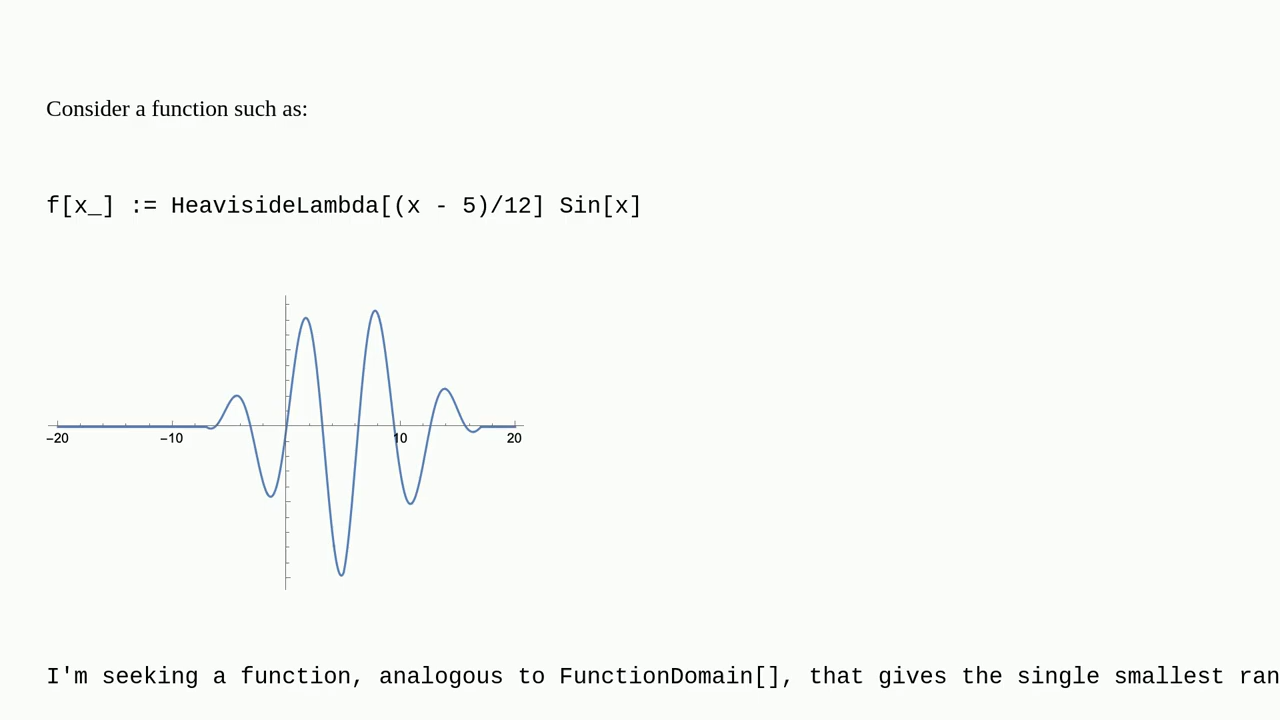 Consider a function such as:
f[x_] := HeavisideLambda[(x - 5)/12] Sin[x]
−20 −10 10 20
I'm seeking a function, analogous to FunctionDomain[], that gives the single smallest ran